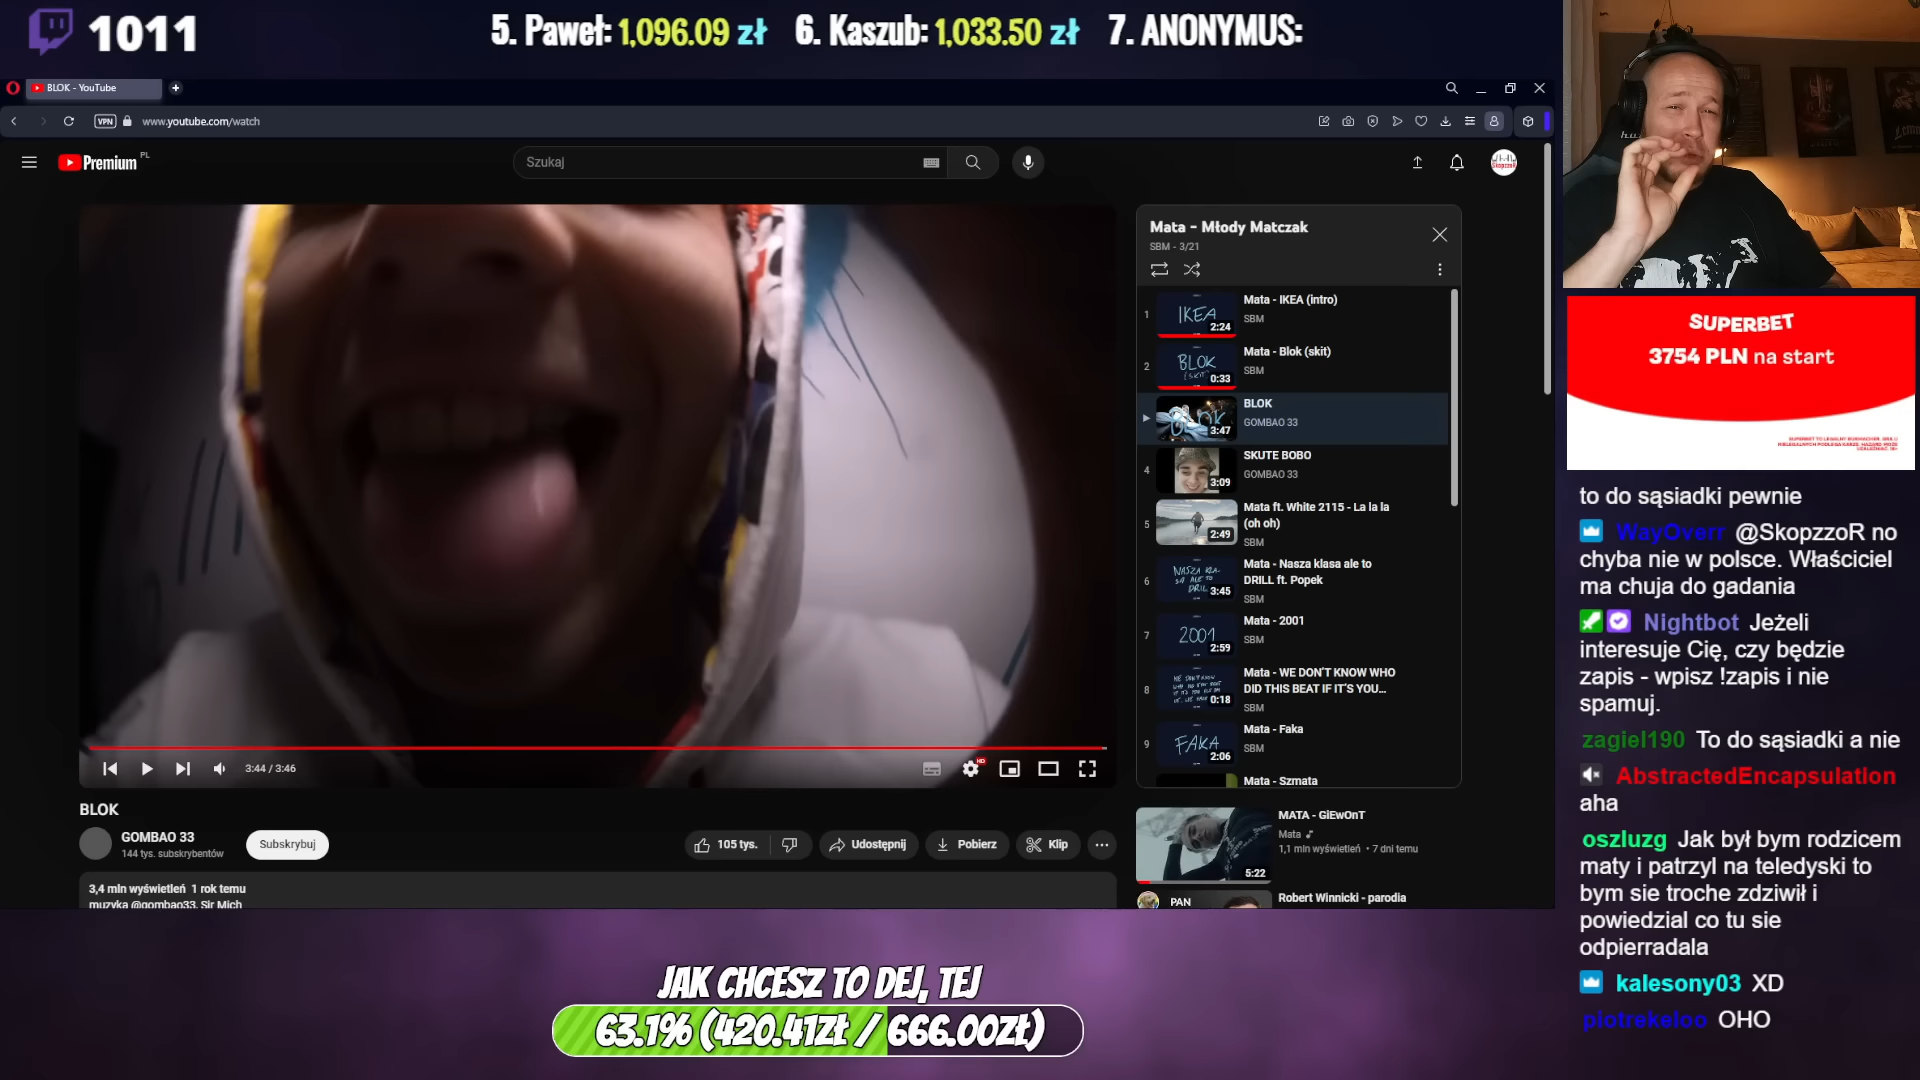 1011
5. Paweł: 1,096.09 zł 6. Kaszub: 1,033.50 zł 7. ANONYMUS:
BLOK - YouTube
VPN www.youtube.com/watch
Premium PL
Szukaj
Mata - Młody Matczak
SBM - 3/21
1 IKEA 2:24 Mata - IKEA (intro)
SBM
2 BLOK (SKIT) 0:33 Mata - Blok (skit)
SBM
3:47 BLOK
GOMBAO 33
4 3:09 SKUTE BOBO
GOMBAO 33
5 2:49 Mata ft. White 2115 - La la la
(oh oh)
SBM
6 3:45 Mata - Nasza klasa ale to
DRILL ft. Popek
SBM
7 2001 2:59 Mata - 2001
SBM
8 0:18 Mata - WE DON'T KNOW WHO
DID THIS BEAT IF IT'S YOU...
SBM
9 FAKA 2:06 Mata - Faka
SBM
Mata - Szmata
3:44 / 3:46
HD
BLOK
GOMBAO 33
144 tys. subskrybentów
Subskrybuj
105 tys.
Udostępnij
Pobierz
Klip
3,4 mln wyświetleń 1 rok temu
muzyka @gombao33, Sir Mich
MATA - GiEwOnT
Mata
1,1 mln wyświetleń • 7 dni temu
5:22
Robert Winnicki - parodia
PAN
JAK CHCESZ TO DEJ, TEJ
63.1% (420.41ZŁ / 666.00ZŁ)
SUPERBET
3754 PLN na start
to do sąsiadki pewnie
WayOverr @SkopzzoR no
chyba nie w polsce. Właściciel
ma chuja do gadania
Nightbot Jeżeli
interesuje Cię, czy będzie
zapis - wpisz !zapis i nie
spamuj.
zagiel190 To do sąsiadki a nie
AbstractedEncapsulation
aha
oszluzg Jak był bym rodzicem
maty i patrzyl na teledyski to
bym sie troche zdziwił i
powiedzial co tu sie
odpierradala
kalesony03 XD
piotrekeloo OHO